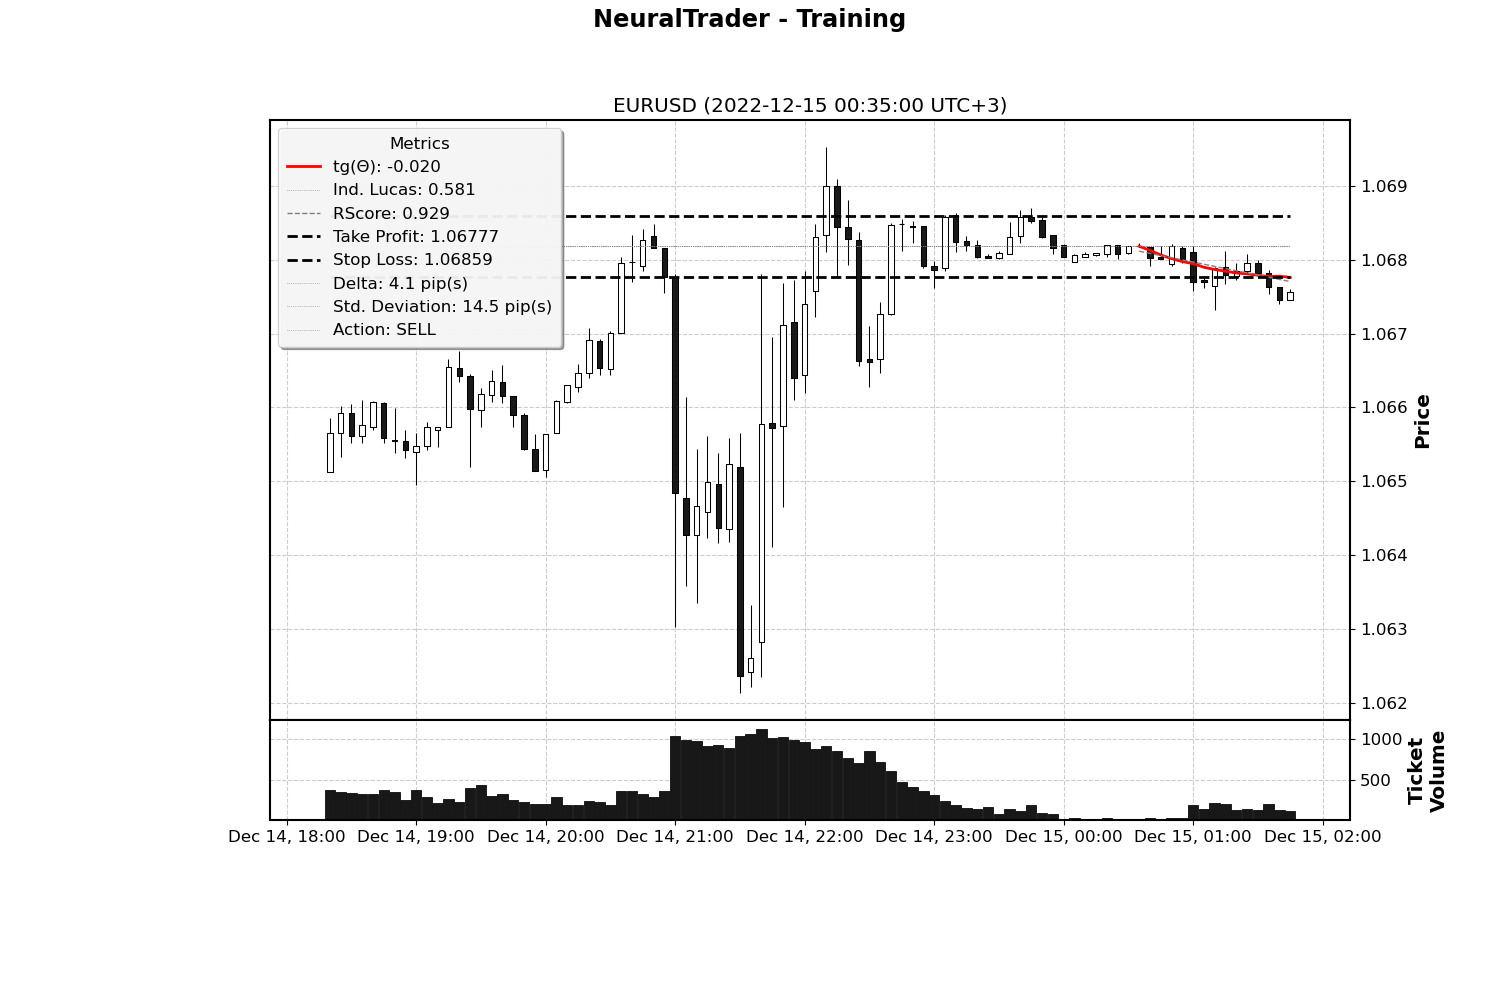 NeuralTrader - Training
EURUSD (2022-12-15 00:35:00 UTC+3)
Metrics
tg(Θ): -0.020
Ind. Lucas: 0.581
RScore: 0.929
Take Profit: 1.06777
Stop Loss: 1.06859
Delta: 4.1 pip(s)
Std. Deviation: 14.5 pip(s)
Action: SELL
1.069
1.068
1.067
1.066
1.065
1.064
1.063
1.062
Price
1000
500
Ticket
Volume
Dec 14, 18:00 Dec 14, 19:00 Dec 14, 20:00 Dec 14, 21:00 Dec 14, 22:00 Dec 14, 23:00 Dec 15, 00:00 Dec 15, 01:00 Dec 15, 02:00